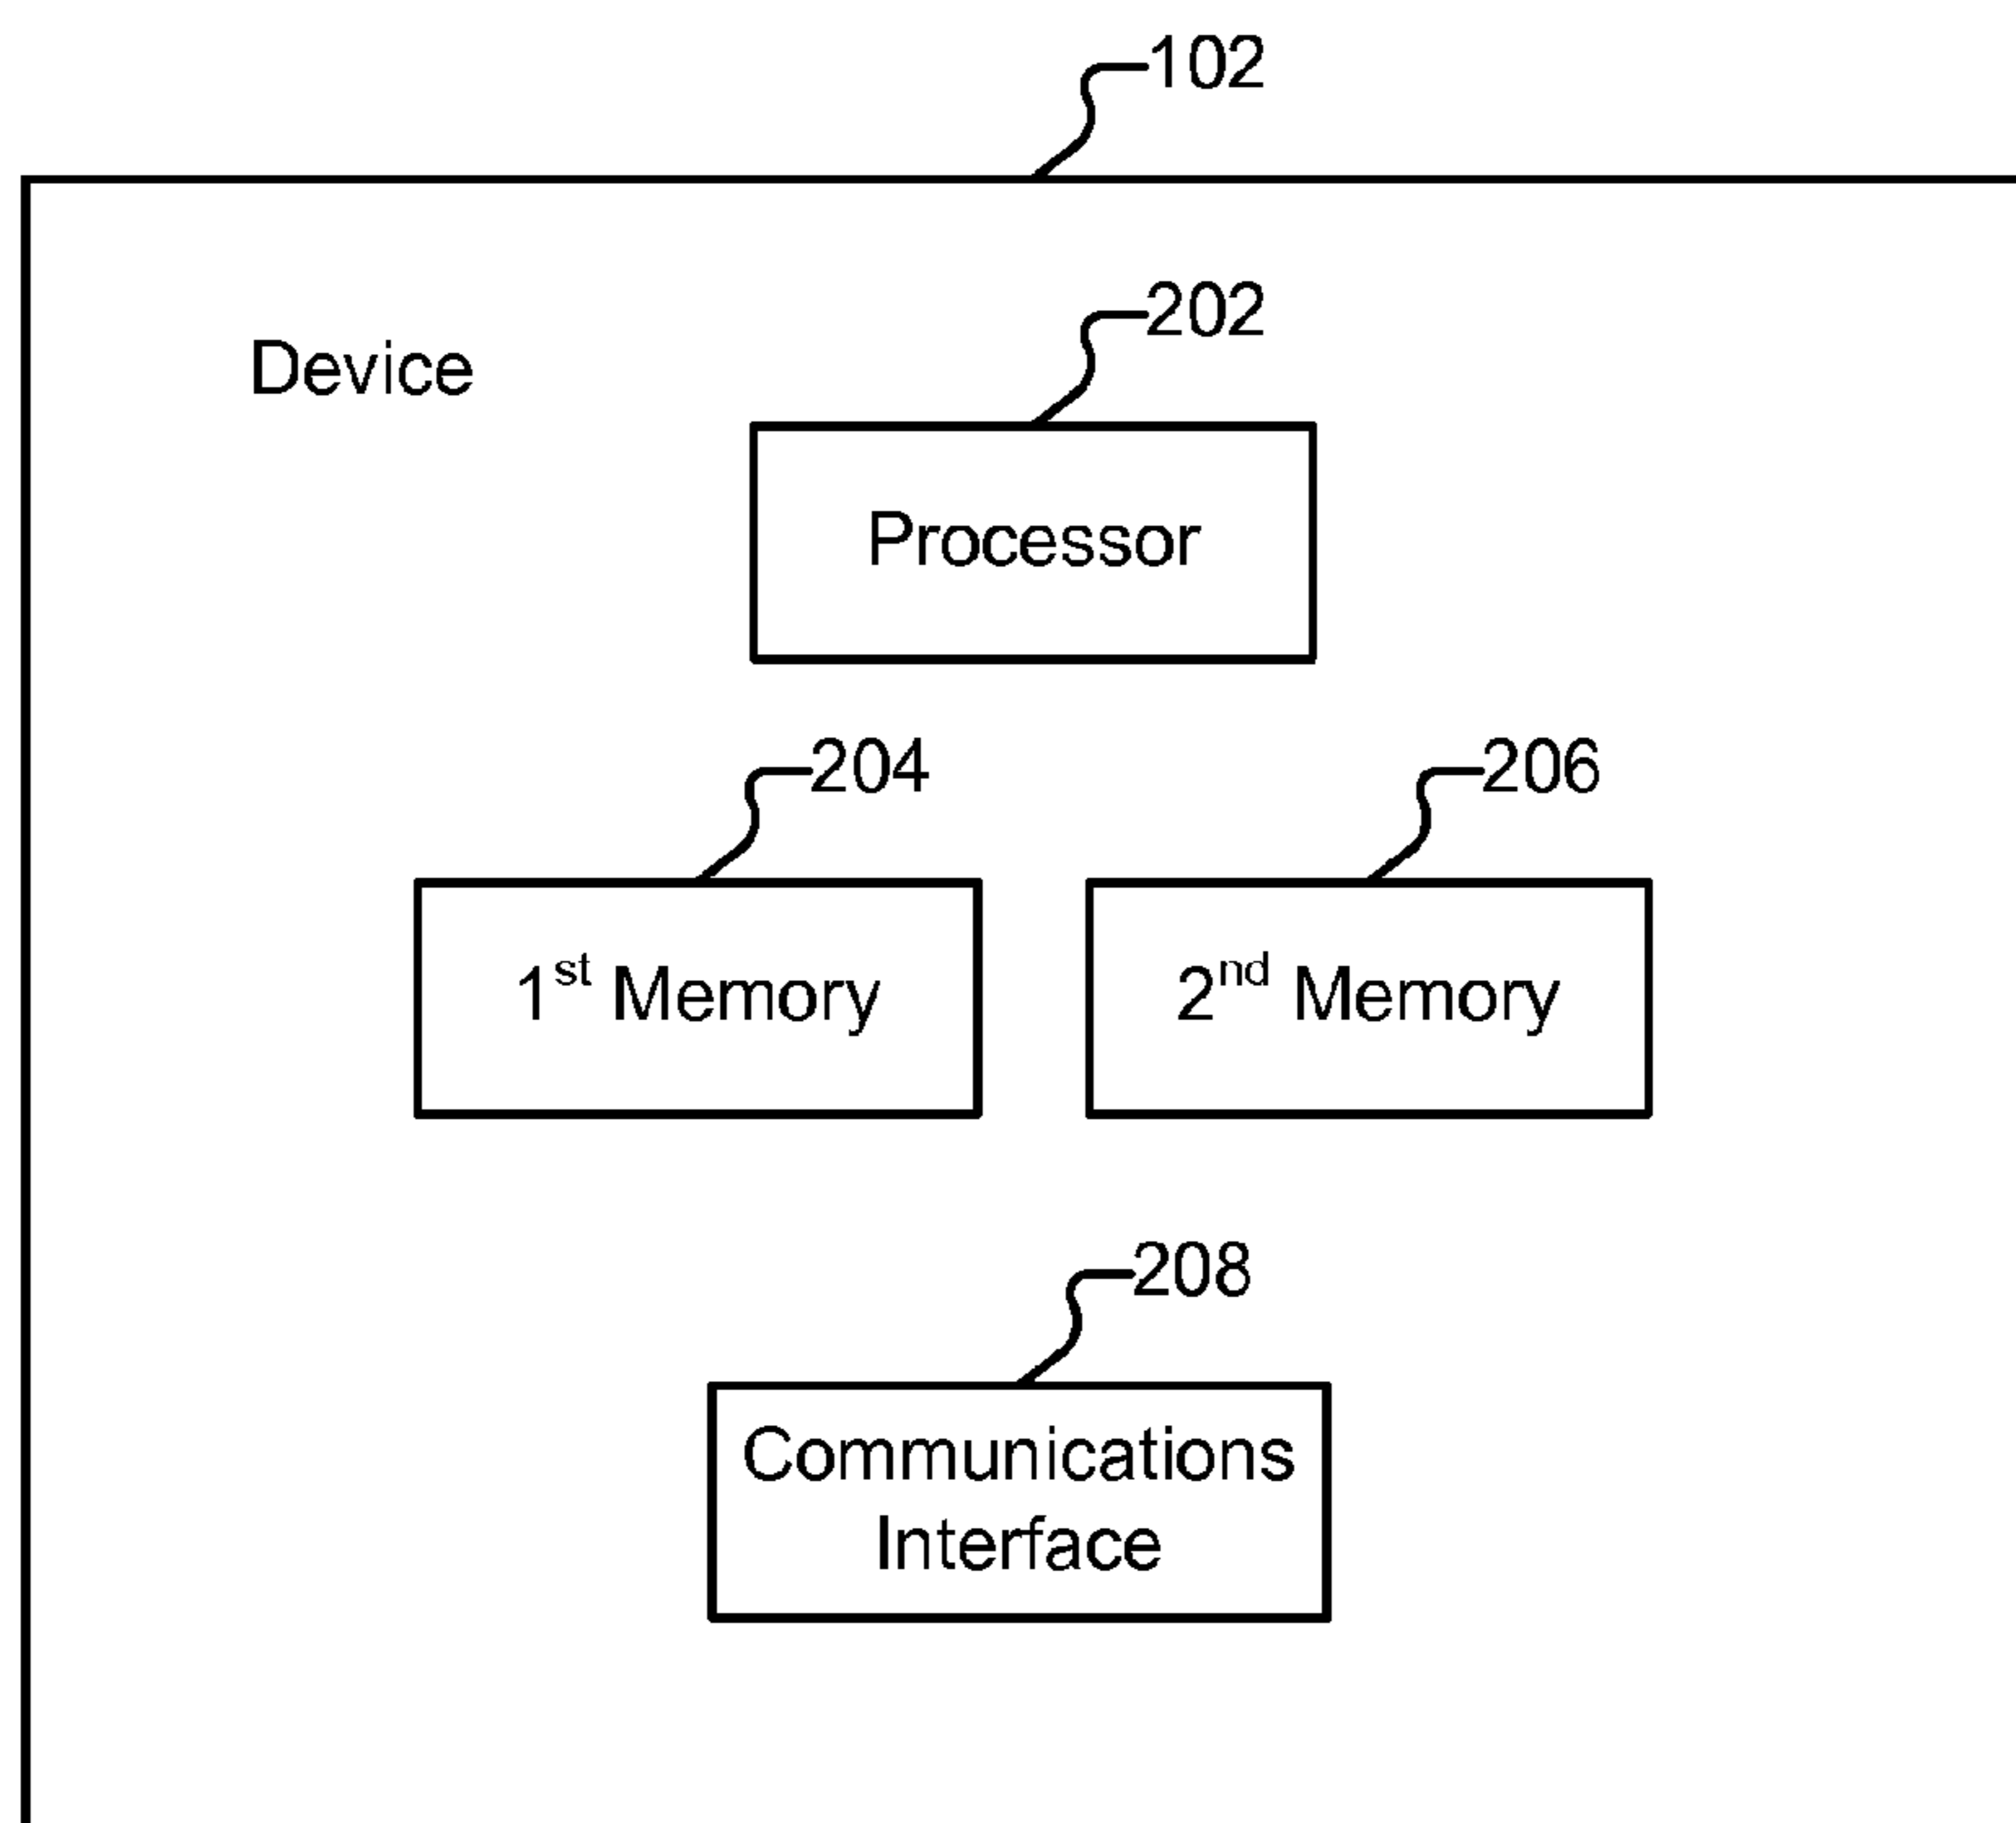 102
202
Device
Processor
204
206
1st Memory
2nd Memory
208
Communications
Interface